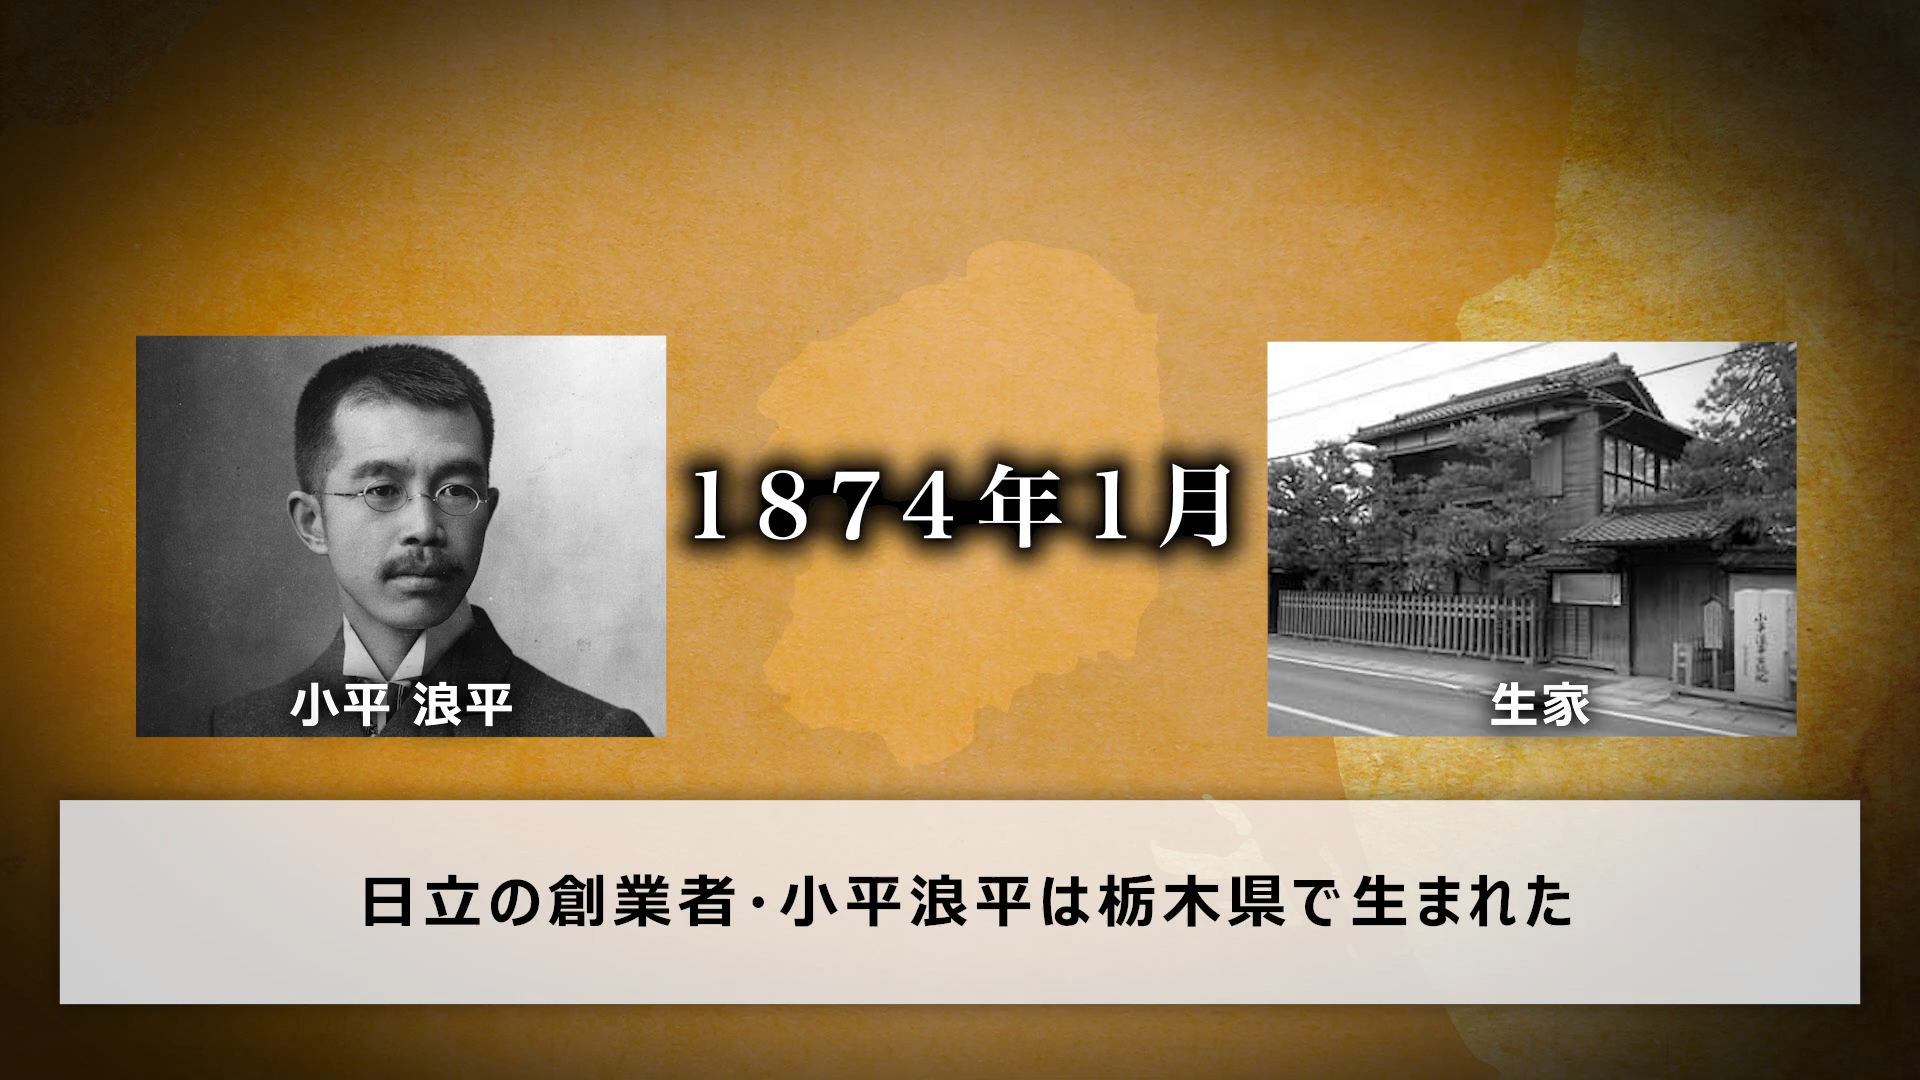 1874年1月
小平 浪平
生家
日立の創業者・小平浪平は栃木県で生まれた